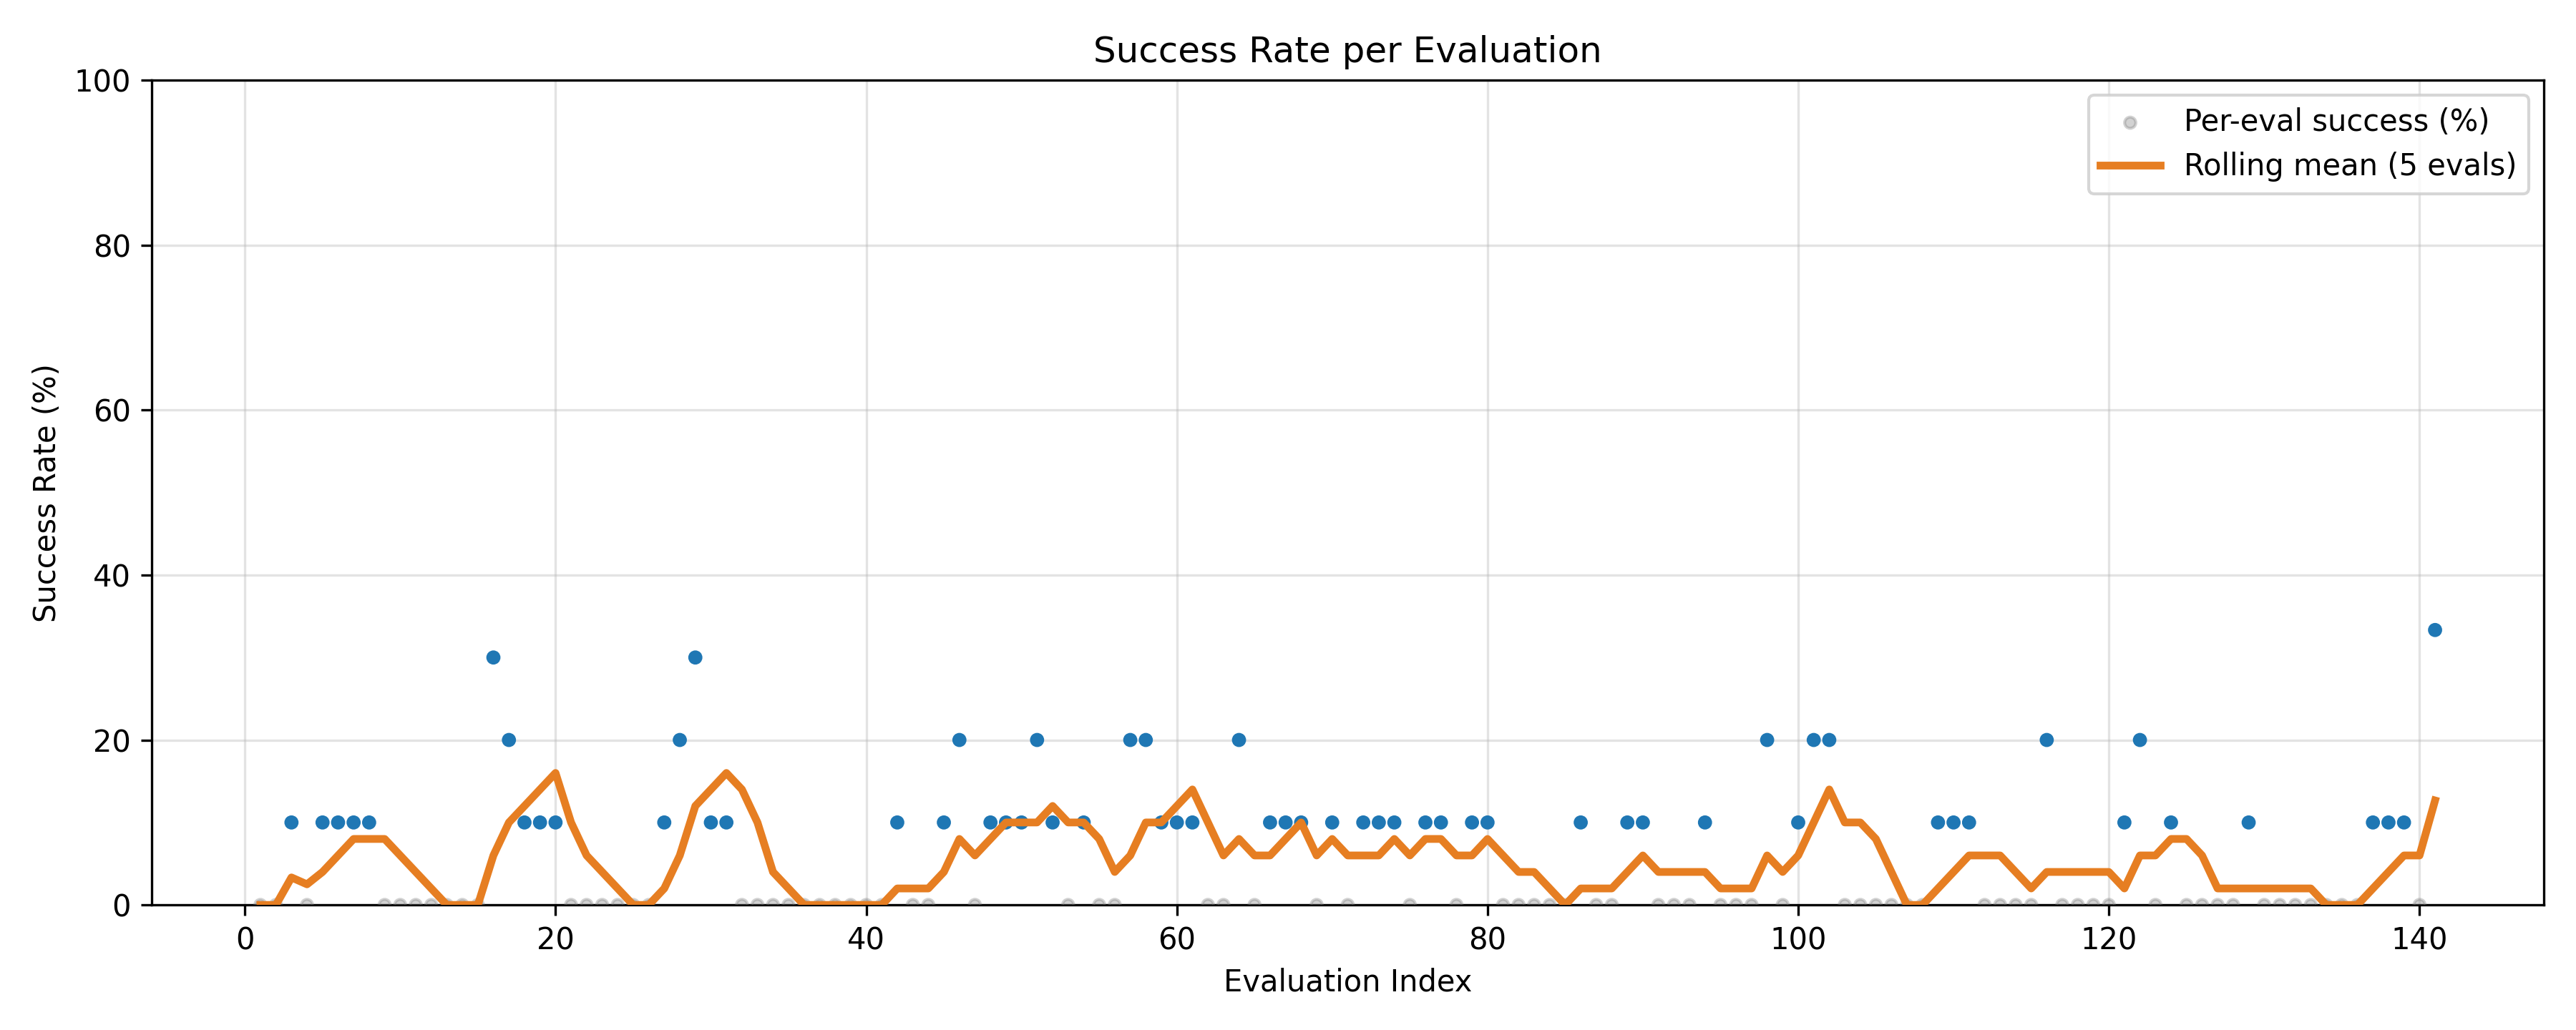 Success Rate per Evaluation
Per-eval success (%)
Rolling mean (5 evals)
Success Rate (%)
100
80
60
40
20
0
0 20 40 60 80 100 120 140
Evaluation Index